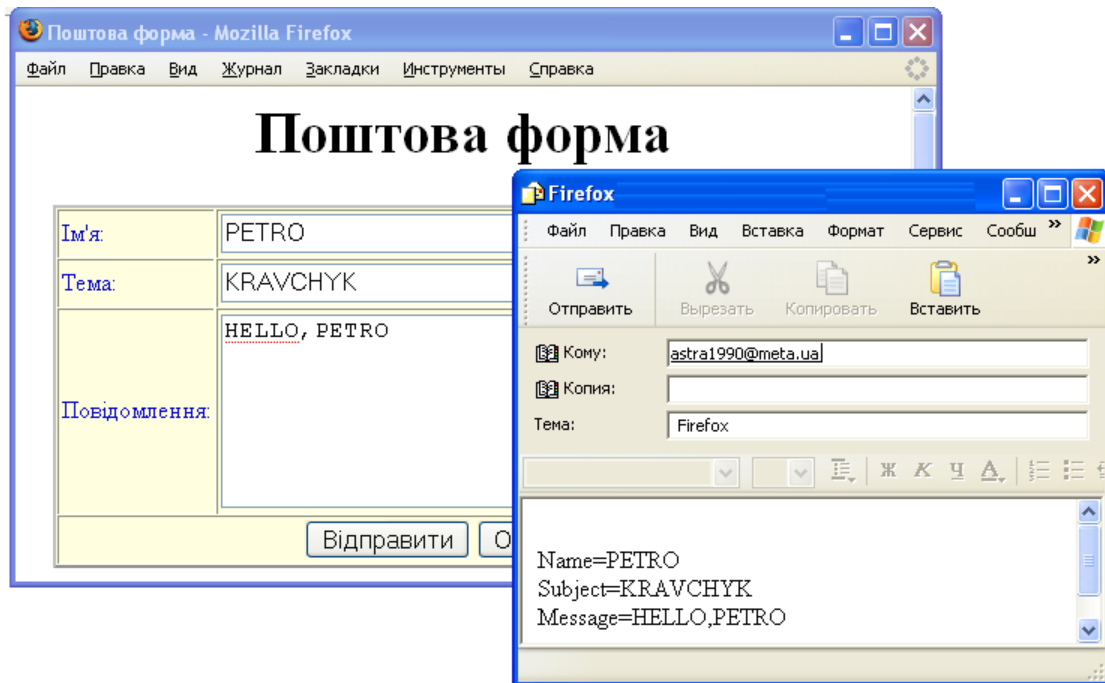 Поштова форма - Mozilla Firefox
Файл Правка Вид Журнал Закладки Инструменты Справка
Поштова форма
Ім'я: PETRO
Тема: KRAVCHYK
Повідомлення: HELLO, PETRO
Відправити О
Firefox
Файл Правка Вид Вставка Формат Сервис Сообщ »
Отправить Вырезать Копировать Вставить »
Кому: astra1990@meta.ua
Копия:
Тема: Firefox
Ж К Ч А
Name=PETRO
Subject=KRAVCHYK
Message=HELLO,PETRO